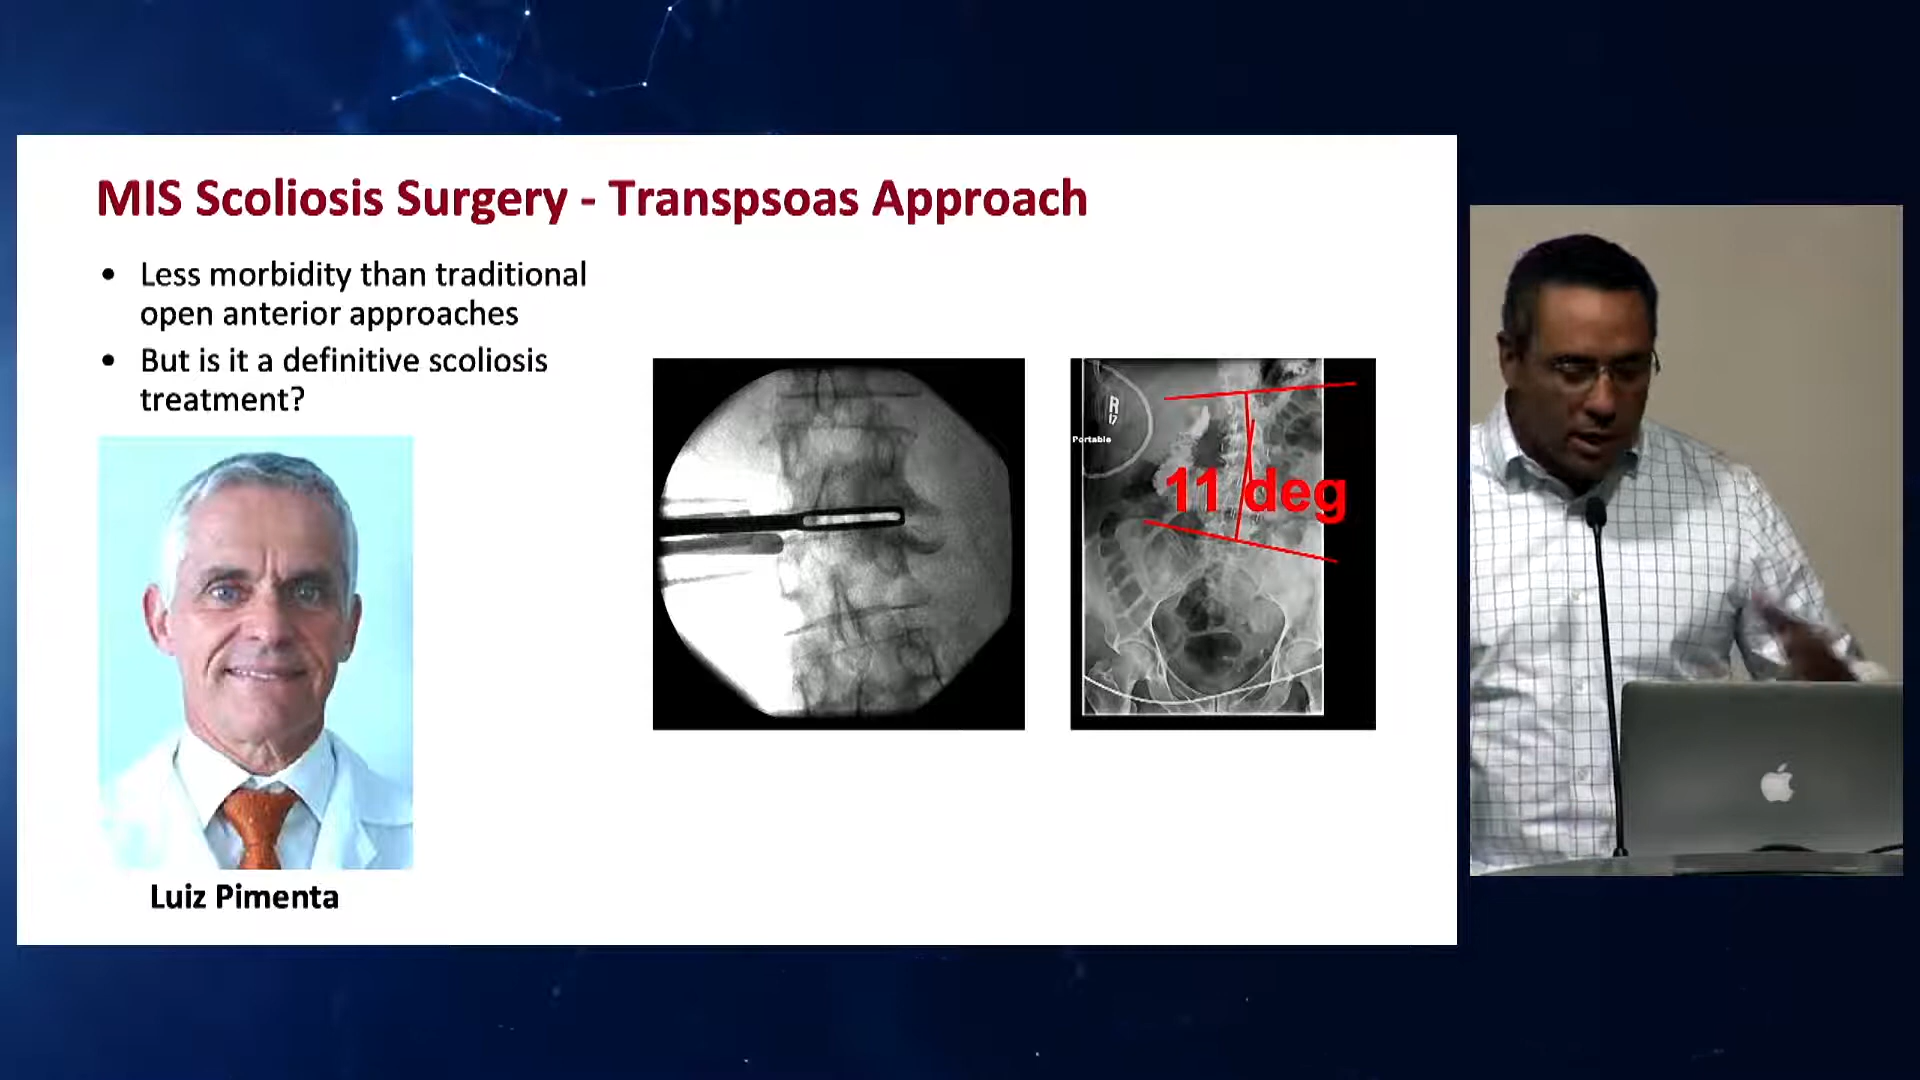 MIS Scoliosis Surgery - Transpsoas Approach
• Less morbidity than traditional
open anterior approaches
• But is it a definitive scoliosis
treatment?
R
17
Portable
11 deg
Luiz Pimenta